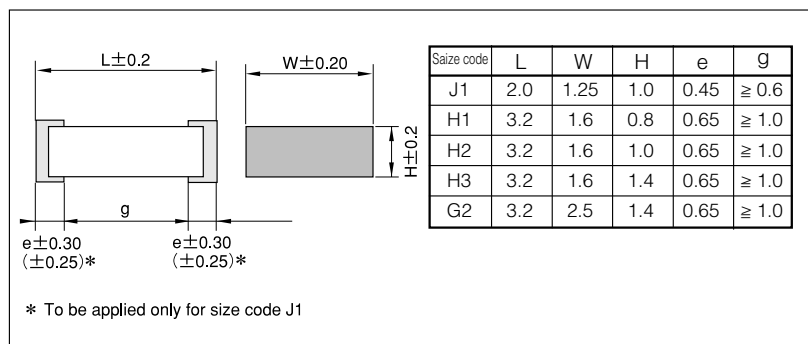 L±0.2
W±0.20
H±0.2
g
e±0.30
(±0.25)*
e±0.30
(±0.25)*
* To be applied only for size code J1
Saize code L W H e g
J1 2.0 1.25 1.0 0.45 ≧ 0.6
H1 3.2 1.6 0.8 0.65 ≧ 1.0
H2 3.2 1.6 1.0 0.65 ≧ 1.0
H3 3.2 1.6 1.4 0.65 ≧ 1.0
G2 3.2 2.5 1.4 0.65 ≧ 1.0